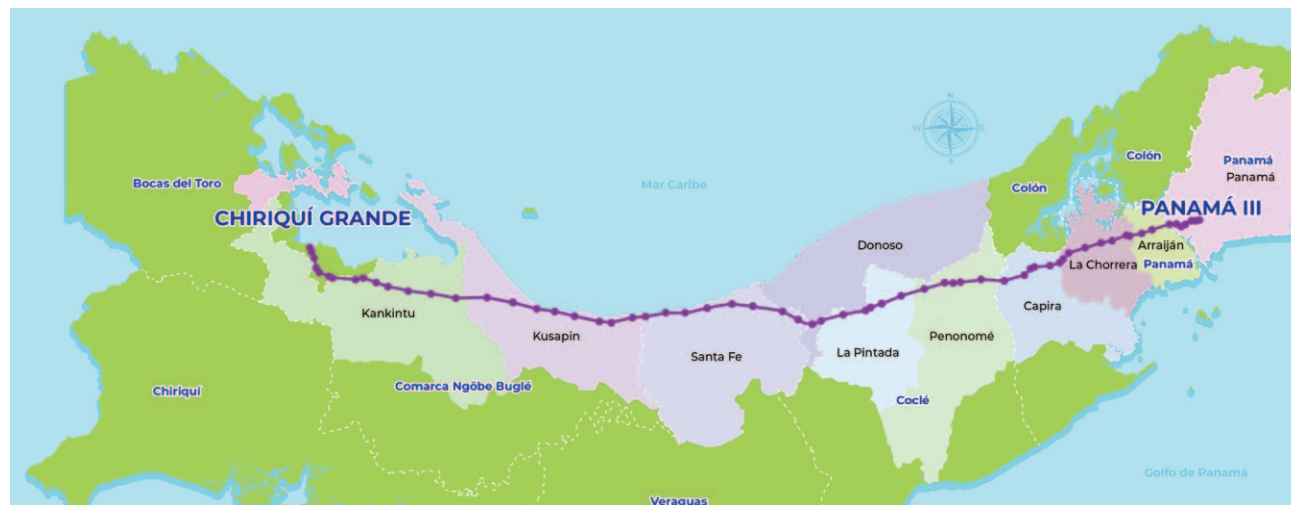 N
W
E
S
Colón
Panamá
Panamá
Bocas del Toro
Mar Caribe
Colón
CHIRIQUÍ GRANDE
PANAMÁ III
Donoso
Arraiján
La Chorrera
Panamá
Kankintu
Capira
Kusapin
Penonomé
Santa Fe
La Pintada
Chiriquí
Comarca Ngöbe Buglé
Coclé
Golfo de Panamá
Veraguas